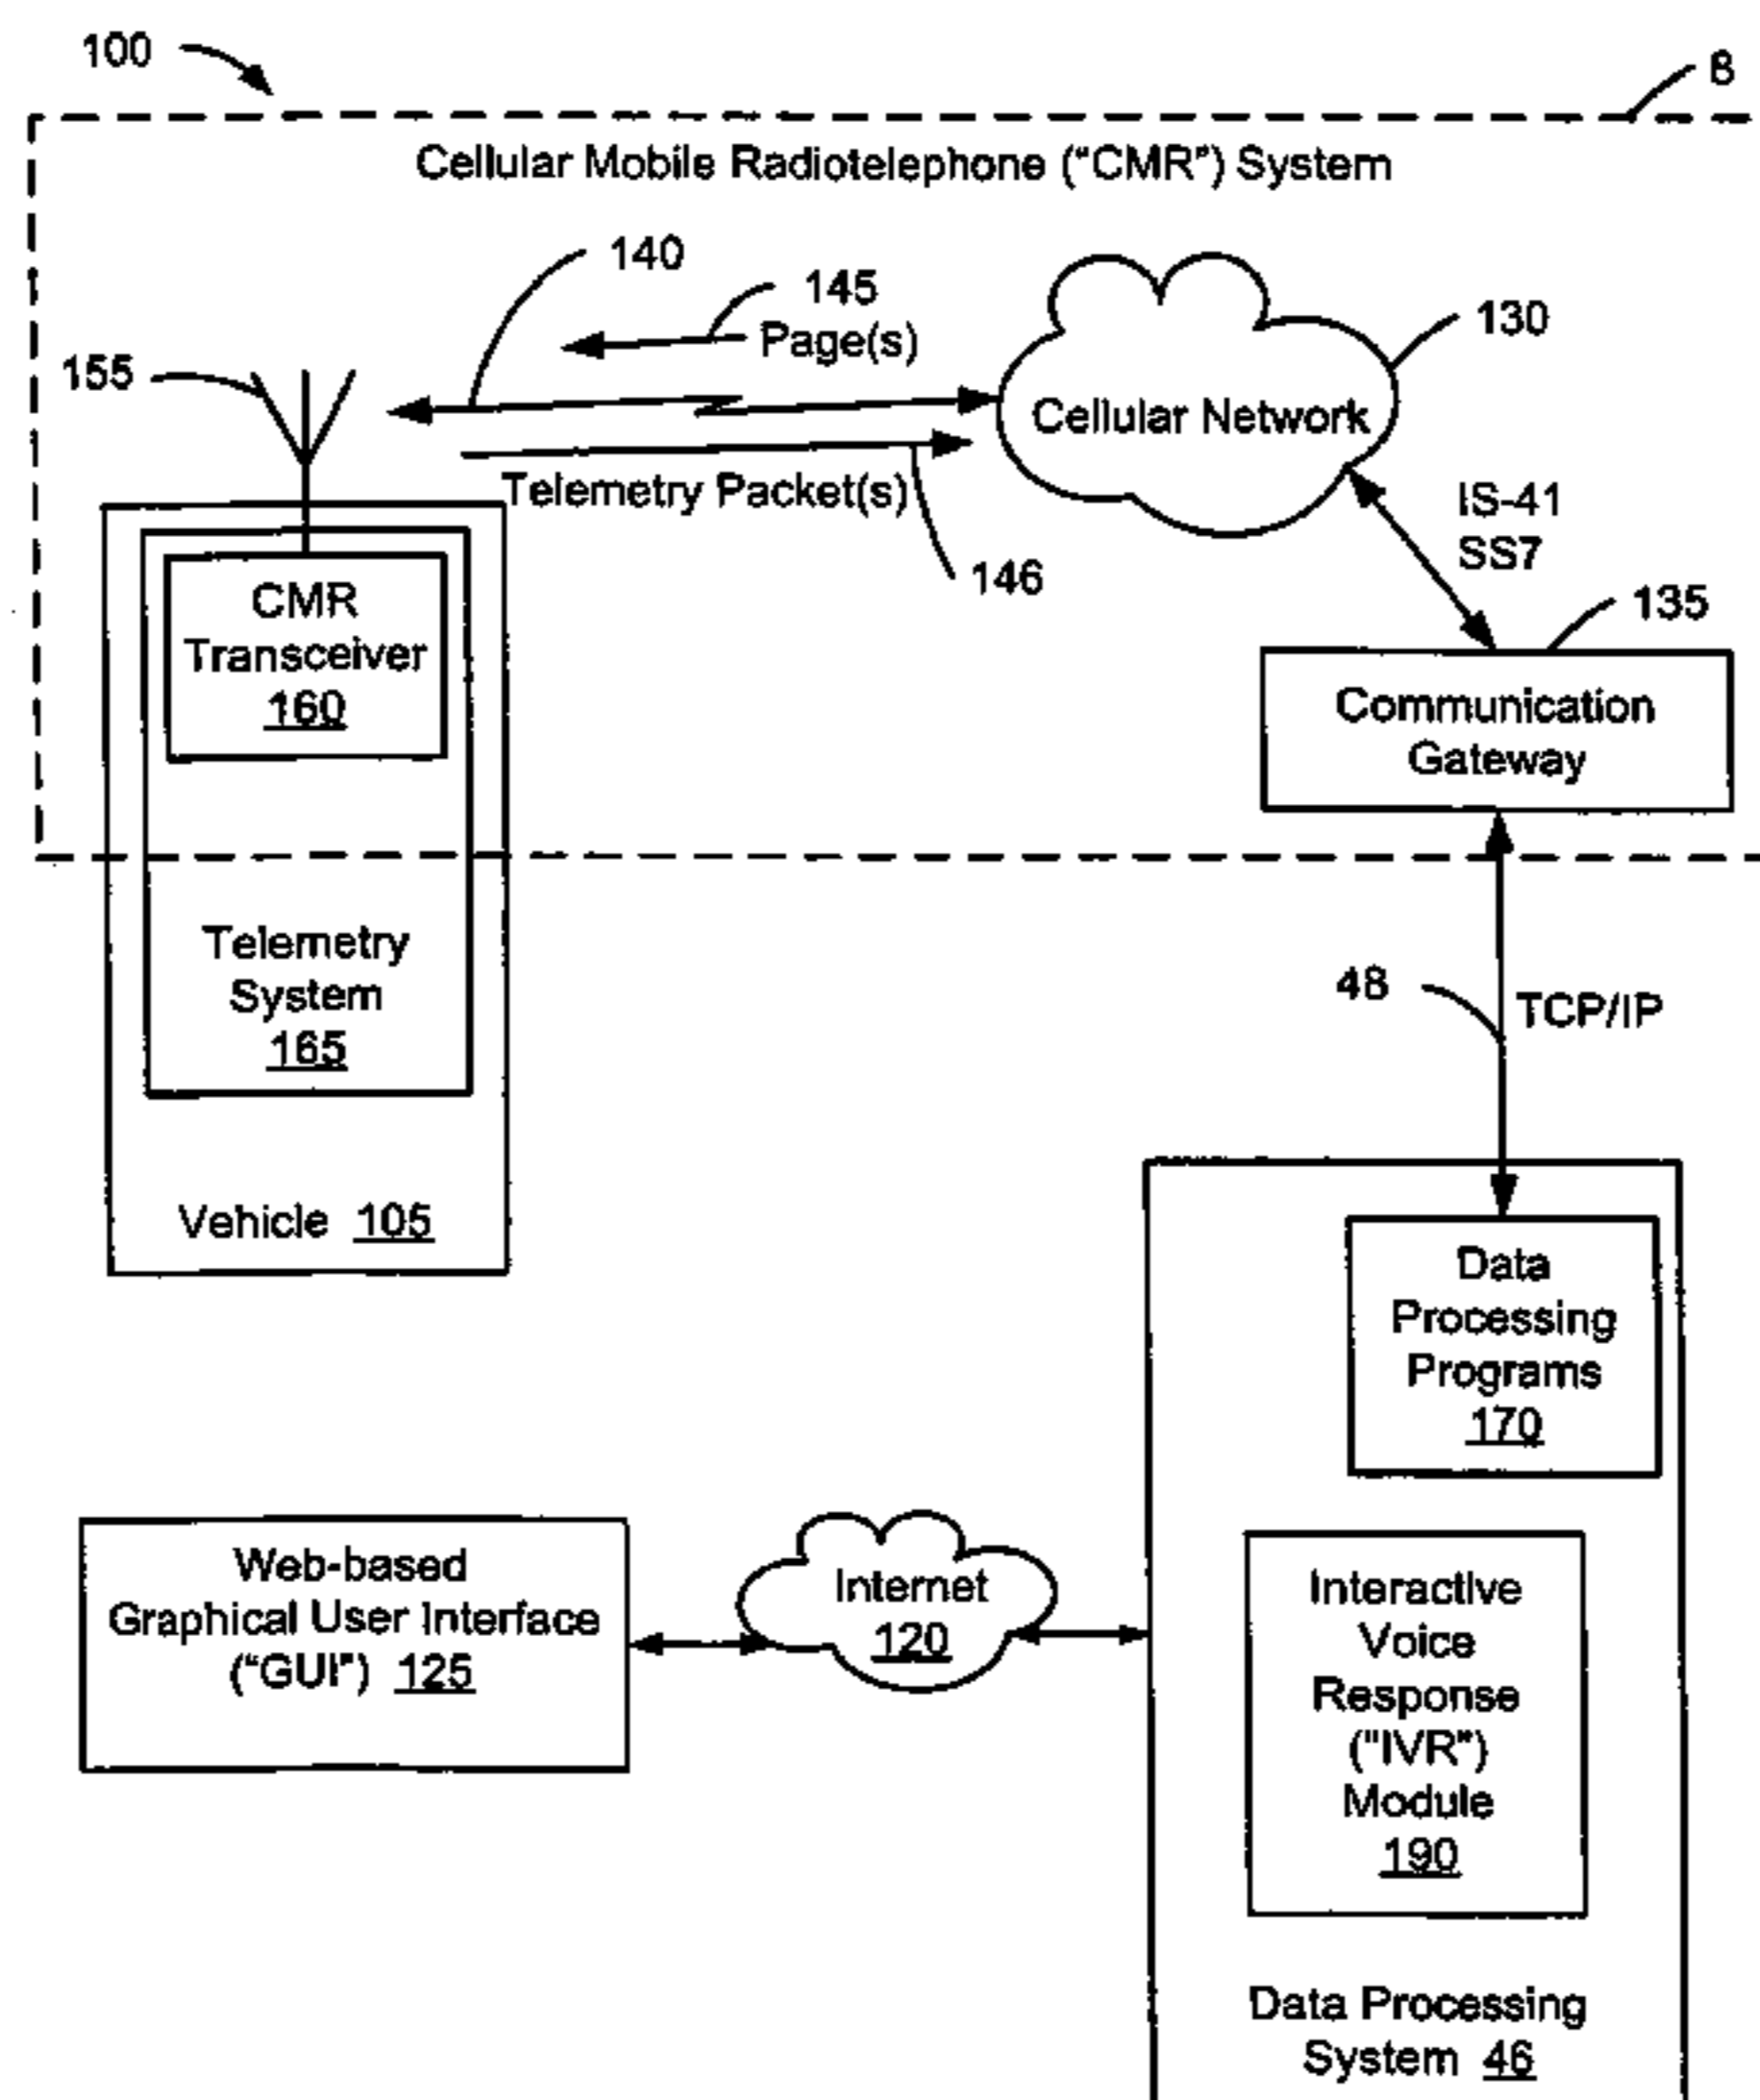 100
8
Cellular Mobile Radiotelephone ("CMR") System
140
145
Page(s)
130
155
Cellular Network
Telemetry Packet(s)
146
IS-41
SS7
135
CMR
Transceiver
160
Communication
Gateway
Telemetry
System
165
48
TCP/IP
Vehicle 105
Data
Processing
Programs
170
Web-based
Graphical User Interface
("GUI") 125
Internet
120
Interactive
Voice
Response
("IVR")
Module
190
Data Processing
System 46